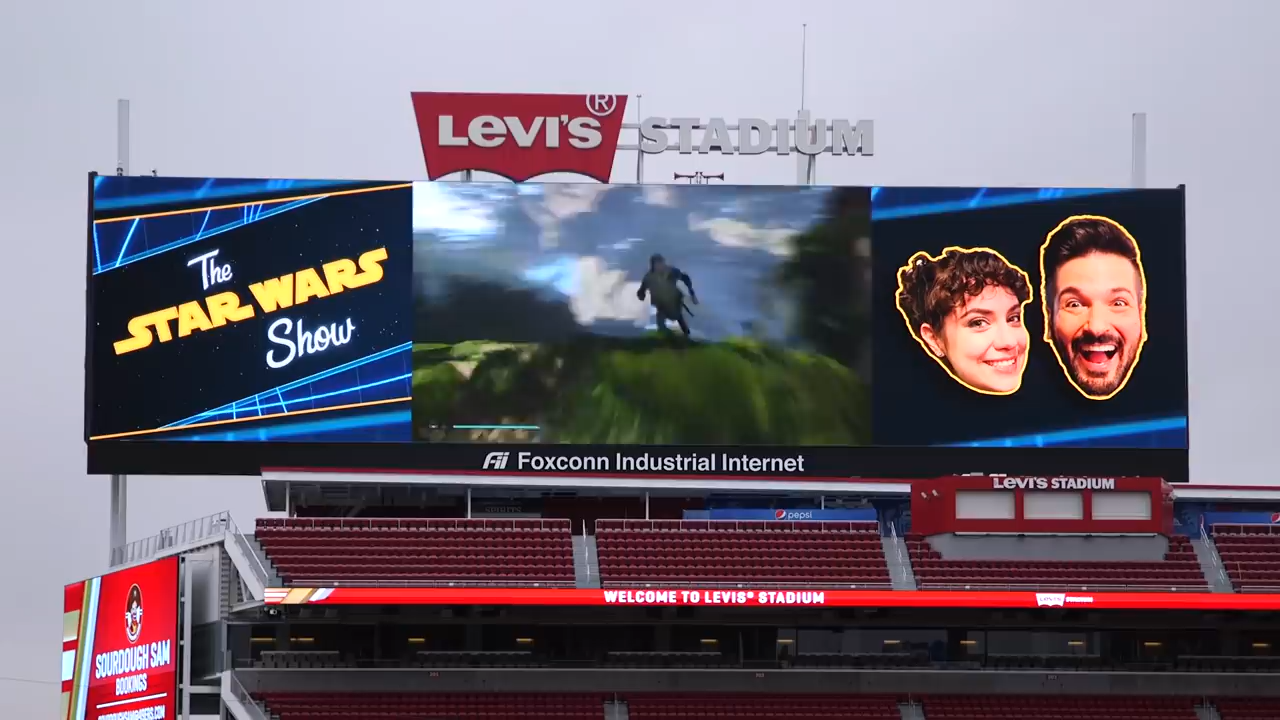 LEVI'S ®
STADIUM
The
STAR WARS
Show
Fii Foxconn Industrial Internet
LEVI'S STADIUM
pepsi
WELCOME TO LEVI'S® STADIUM
SOURDOUGH SAM
BOOKINGS